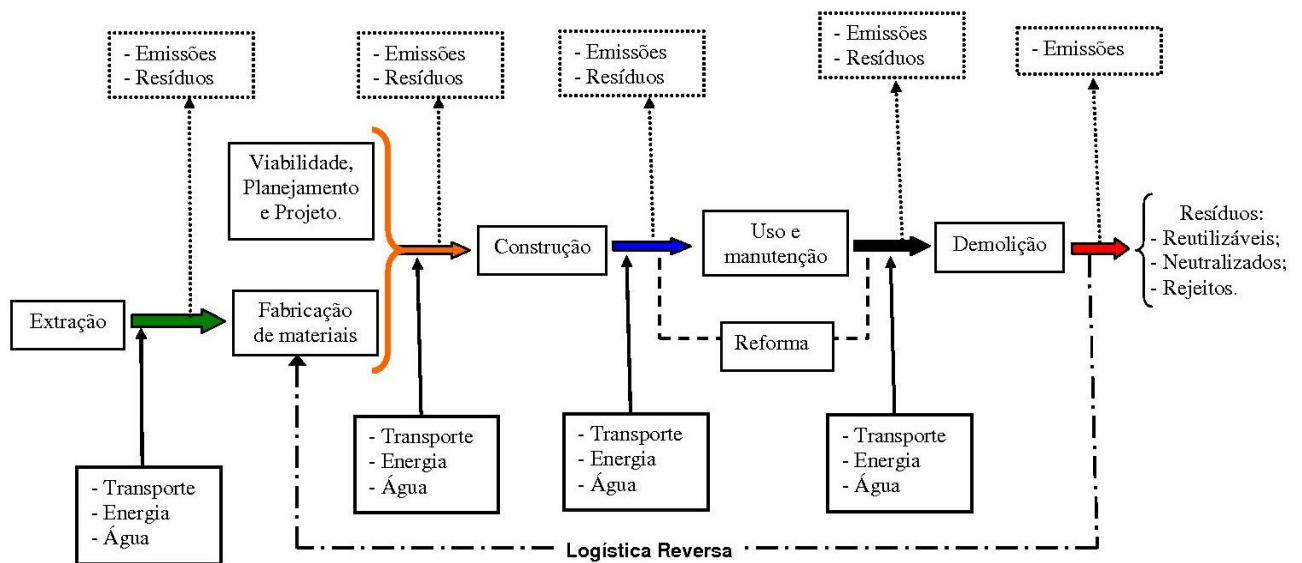 - Emissões
- Resíduos
- Emissões
- Resíduos
- Emissões
- Resíduos
- Emissões
- Resíduos
- Emissões
Viabilidade,
Planejamento
e Projeto.
Construção
Uso e
manutenção
Demolição
Resíduos:
- Reutilizáveis;
- Neutralizados;
- Rejeitos.
Extração
Fabricação
de materiais
Reforma
- Transporte
- Energia
- Água
- Transporte
- Energia
- Água
- Transporte
- Energia
- Água
- Transporte
- Energia
- Água
Logística Reversa